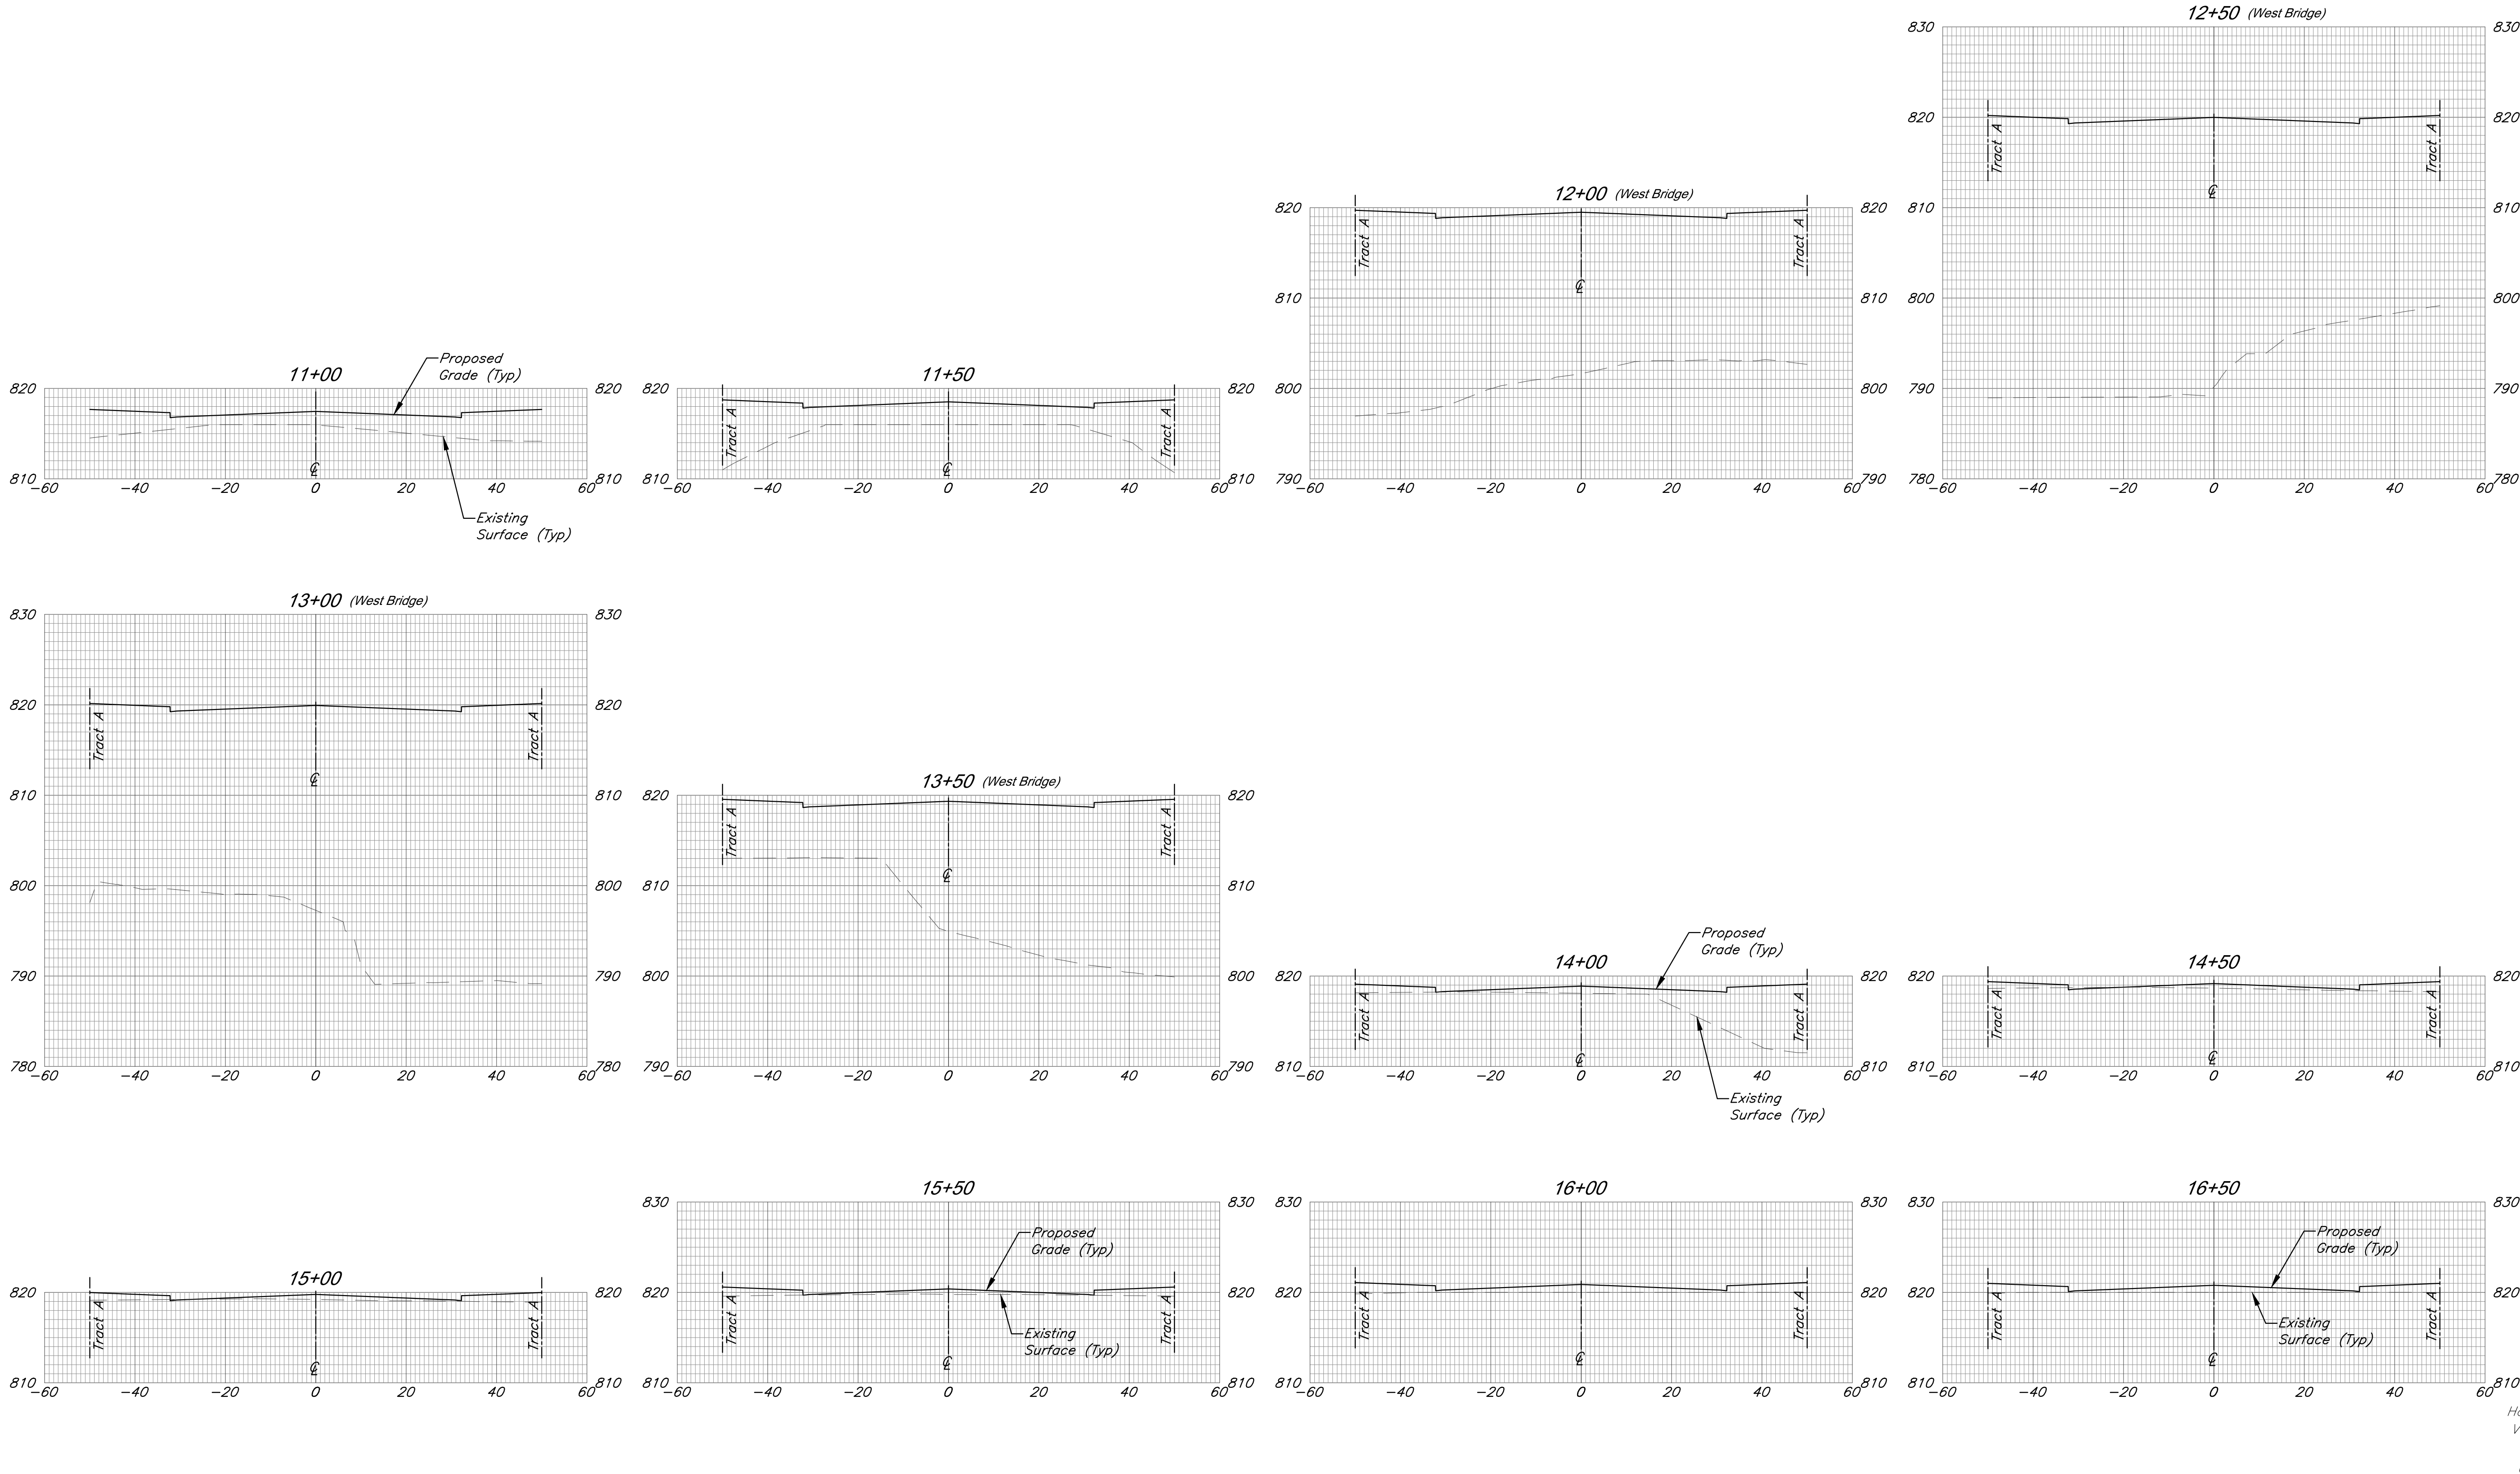 12+50 (West Bridge)
830 830
820 820
Tract A Tract A
℄
810 810
800 800
790 790
780 780
-60 -40 -20 0 20 40 60
12+00 (West Bridge)
820 820
Tract A Tract A
℄
810 810
800 800
790 790
-60 -40 -20 0 20 40 60
11+00
Proposed
Grade (Typ)
820 820
℄
810 810
-60 -40 -20 0 20 40 60
Existing
Surface (Typ)
11+50
820 820
Tract A Tract A
℄
810 810
-60 -40 -20 0 20 40 60
13+00 (West Bridge)
830 830
820 820
Tract A Tract A
℄
810 810
800 800
790 790
780 780
-60 -40 -20 0 20 40 60
13+50 (West Bridge)
820 820
Tract A Tract A
℄
810 810
800 800
790 790
-60 -40 -20 0 20 40 60
14+00
Proposed
Grade (Typ)
820 820
Tract A Tract A
℄
810 810
-60 -40 -20 0 20 40 60
Existing
Surface (Typ)
14+50
820 820
Tract A Tract A
℄
810 810
-60 -40 -20 0 20 40 60
15+00
820 820
Tract A Tract A
℄
810 810
-60 -40 -20 0 20 40 60
15+50
830 830
Proposed
Grade (Typ)
820 820
Tract A Tract A
Existing
Surface (Typ)
℄
810 810
-60 -40 -20 0 20 40 60
16+00
830 830
820 820
Tract A Tract A
℄
810 810
-60 -40 -20 0 20 40 60
16+50
830 830
Proposed
Grade (Typ)
820 820
Tract A Tract A
Existing
Surface (Typ)
℄
810 810
-60 -40 -20 0 20 40 60